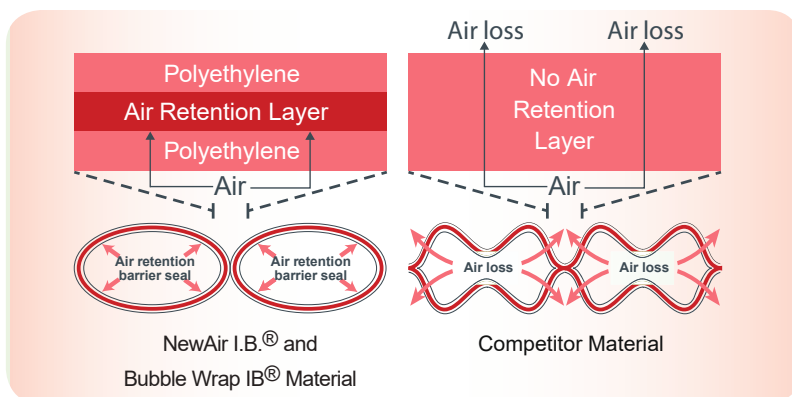 Polyethylene
Air Retention Layer
Polyethylene
Air
Air retention
barrier seal
Air retention
barrier seal
NewAir I.B.® and
Bubble Wrap IB® Material
Air loss
Air loss
No Air
Retention
Layer
Air
Air loss
Air loss
Competitor Material